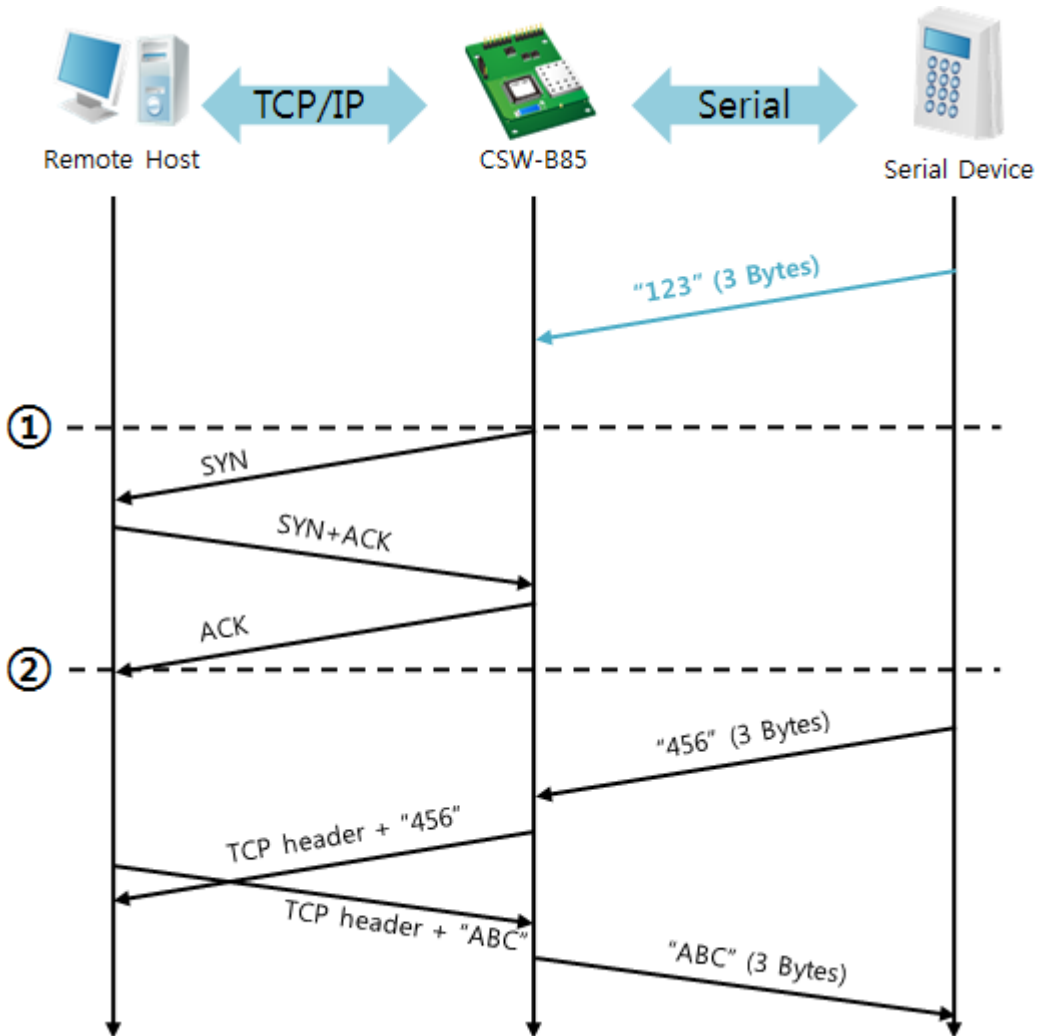 TCP/IP
Serial
Remote Host
CSW-B85
Serial Device
“123” (3 Bytes)
①
SYN
SYN+ACK
ACK
②
“456” (3 Bytes)
TCP header + “456”
TCP header + “ABC”
“ABC” (3 Bytes)